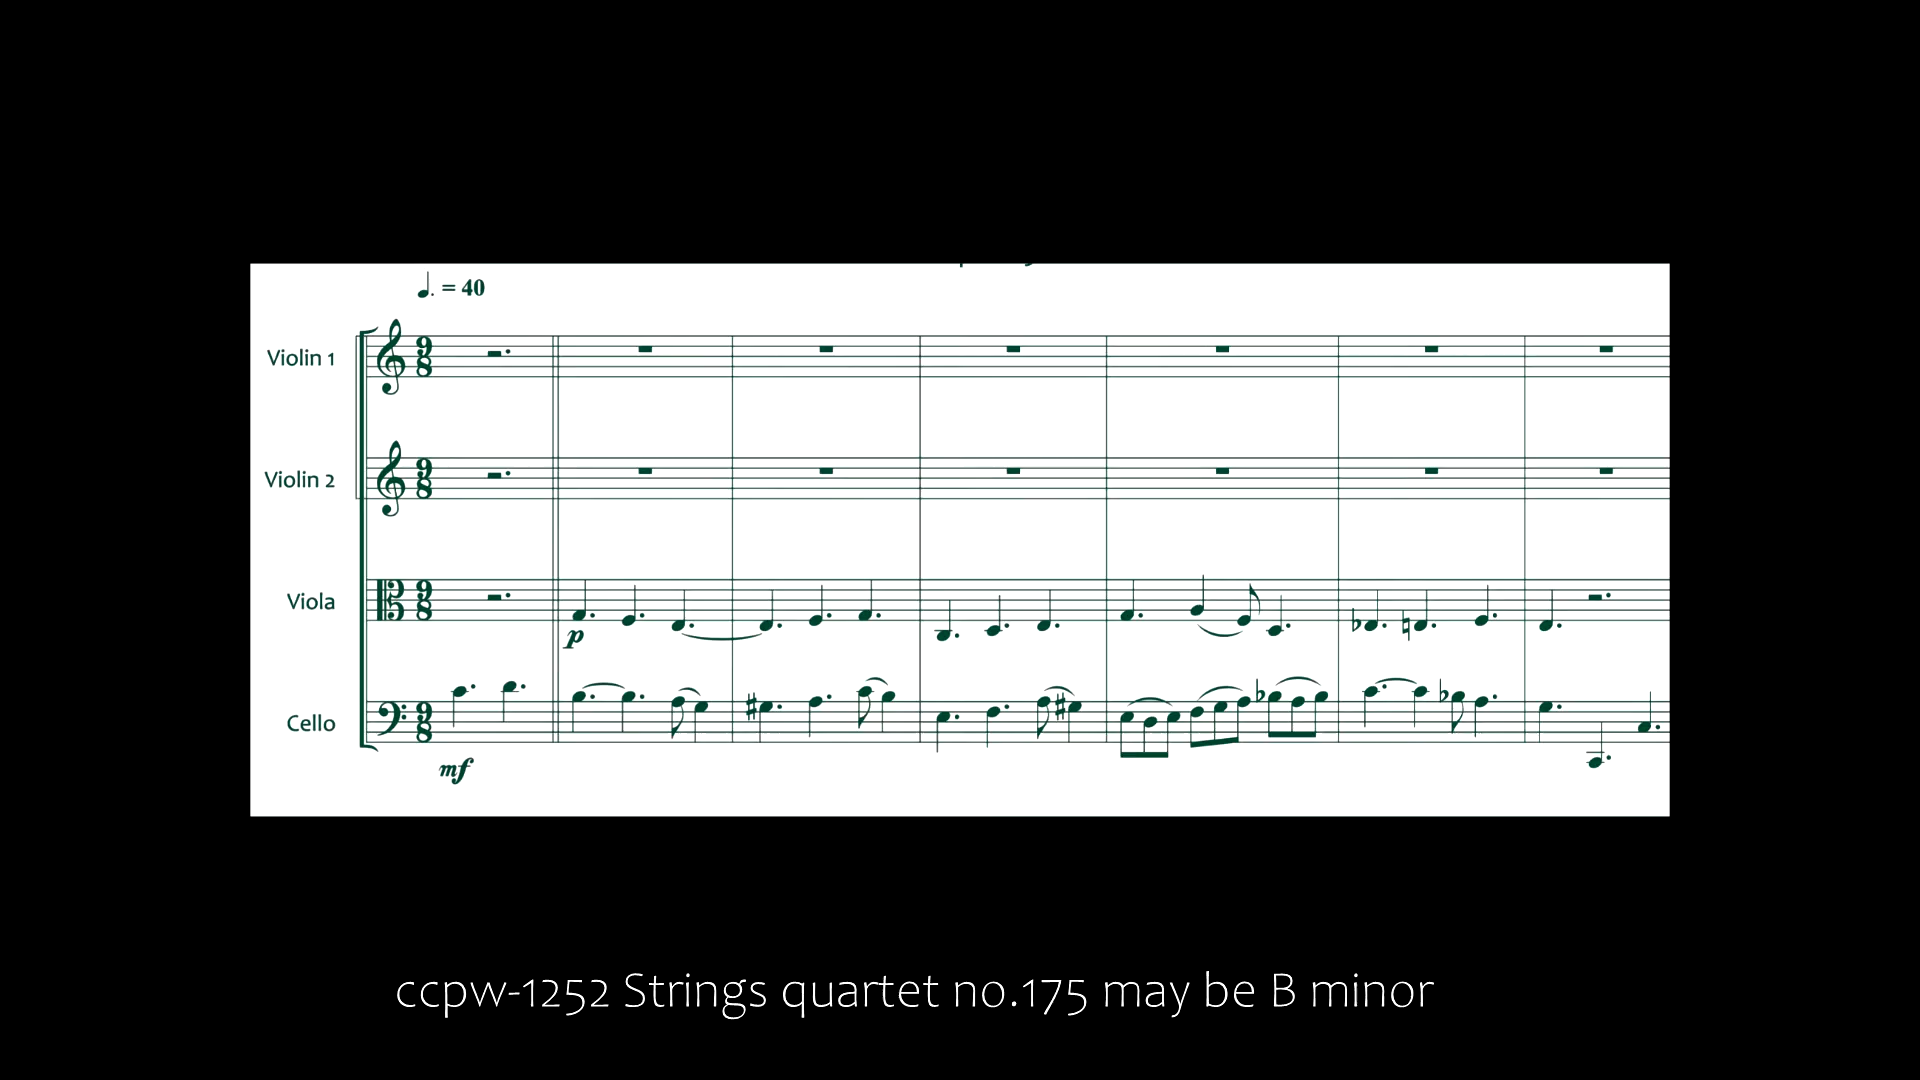 = 40
Violin 1
9
8
Violin 2
9
8
Viola
9
8
p
Cello
9
8
mf
ccpw-1252 Strings quartet no.175 may be B minor